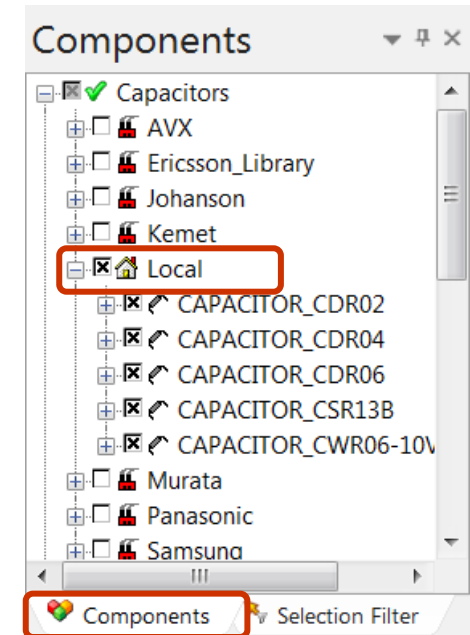 Components
Capacitors
AVX
Ericsson_Library
Johanson
Kemet
Local
CAPACITOR_CDR02
CAPACITOR_CDR04
CAPACITOR_CDR06
CAPACITOR_CSR13B
CAPACITOR_CWR06-10V
Murata
Panasonic
Samsung
Components Selection Filter